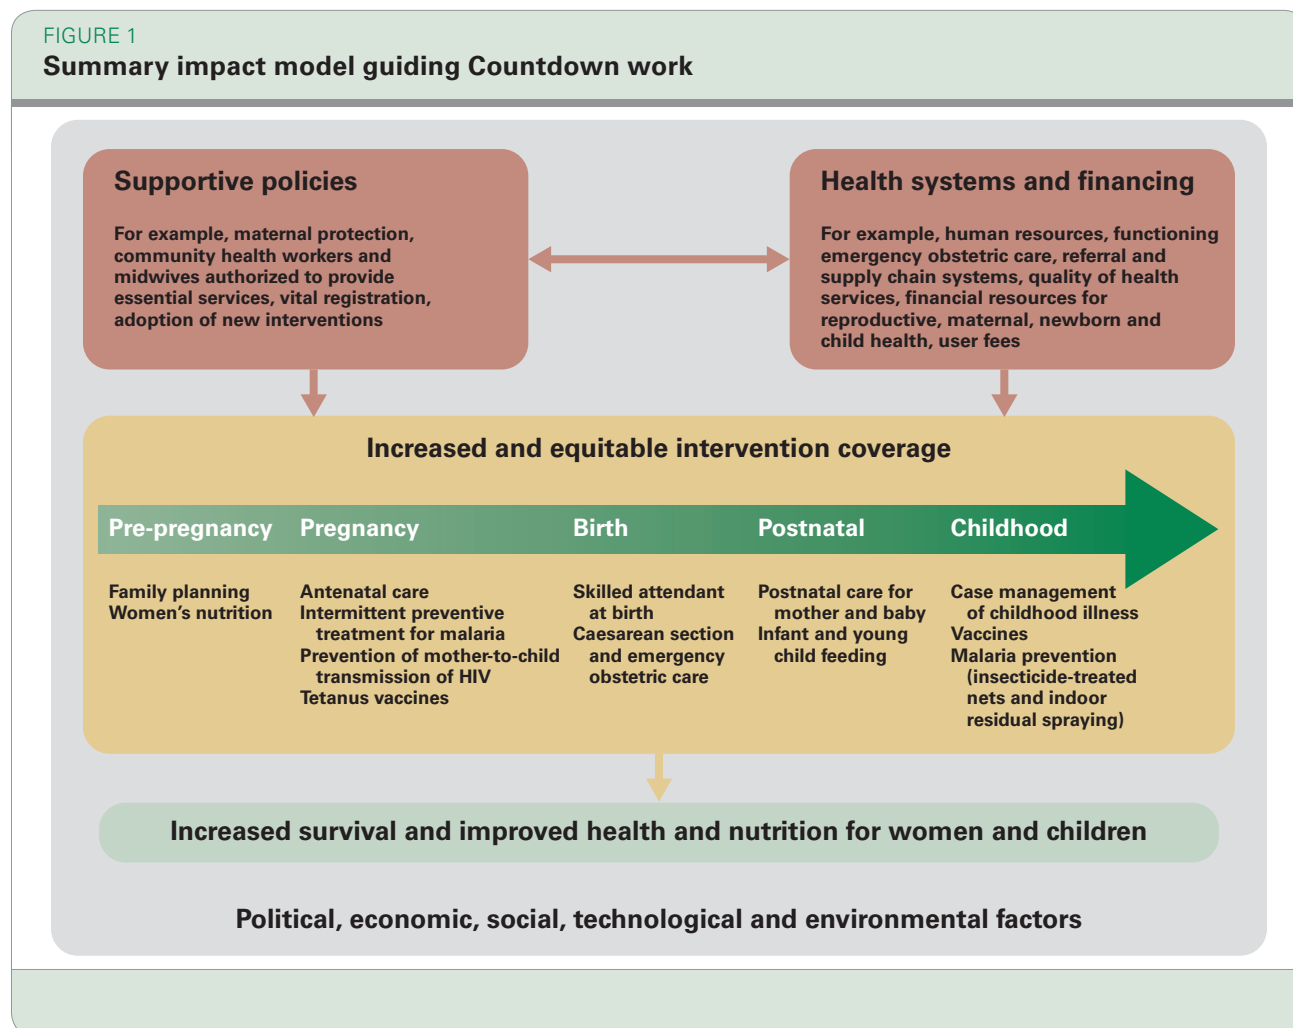 FIGURE 1
Summary impact model guiding Countdown work
Supportive policies
For example, maternal protection,
community health workers and
midwives authorized to provide
essential services, vital registration,
adoption of new interventions
Health systems and financing
For example, human resources, functioning
emergency obstetric care, referral and
supply chain systems, quality of health
services, financial resources for
reproductive, maternal, newborn and
child health, user fees
Increased and equitable intervention coverage
Pre-pregnancy
Family planning
Women's nutrition
Pregnancy
Antenatal care
Intermittent preventive
treatment for malaria
Prevention of mother-to-child
transmission of HIV
Tetanus vaccines
Birth
Skilled attendant
at birth
Caesarean section
and emergency
obstetric care
Postnatal
Postnatal care for
mother and baby
Infant and young
child feeding
Childhood
Case management
of childhood illness
Vaccines
Malaria prevention
(insecticide-treated
nets and indoor
residual spraying)
Increased survival and improved health and nutrition for women and children
Political, economic, social, technological and environmental factors